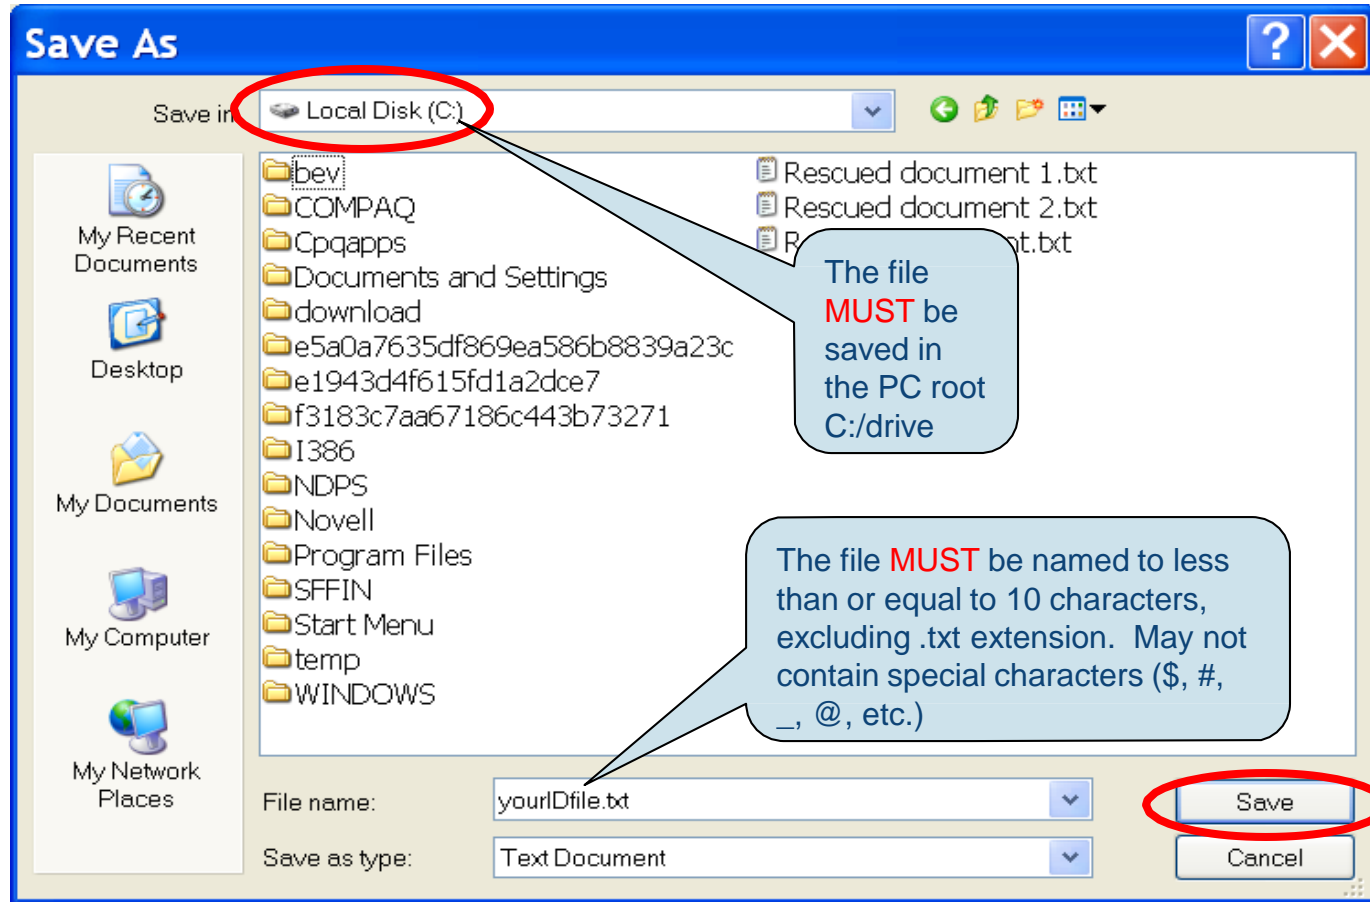 Save As
Save in
Local Disk (C:)
My Recent
Documents
Desktop
My Documents
My Computer
My Network
Places
bev
COMPAQ
Cpqapps
Documents and Settings
download
e5a0a7635df869ea586b8839a23c
e1943d4f615fd1a2dce7
f3183c7aa67186c443b73271
I386
NDPS
Novell
Program Files
SFFIN
Start Menu
temp
WINDOWS
Rescued document 1.txt
Rescued document 2.txt
The file
MUST be
saved in
the PC root
C:/drive
The file MUST be named to less
than or equal to 10 characters,
excluding .txt extension. May not
contain special characters ($, #,
_, @, etc.)
File name:
yourIDfile.txt
Save
Save as type:
Text Document
Cancel